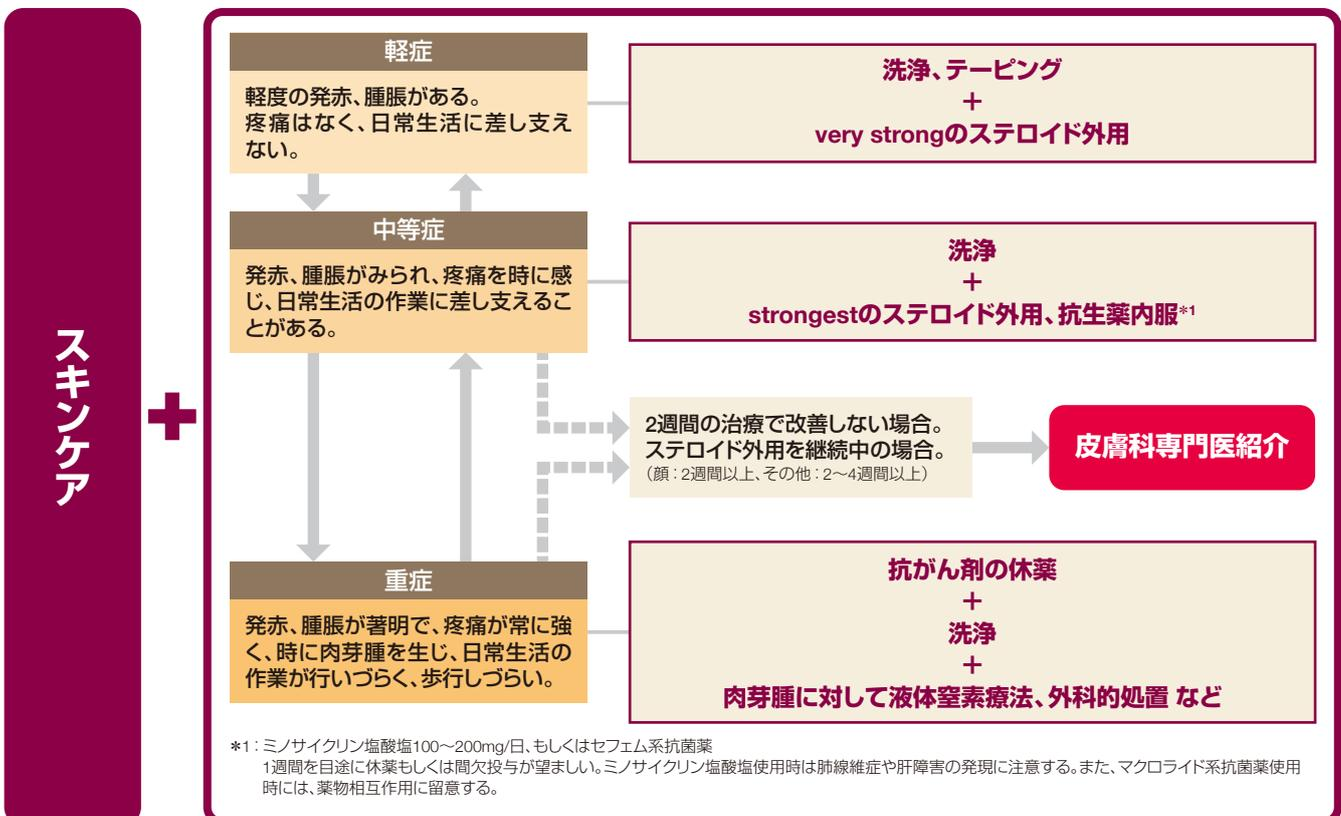 スキンケア
+
軽症
軽度の発赤、腫脹がある。
疼痛はなく、日常生活に差し支え
ない。
洗浄、テーピング
+
very strongのステロイド外用
中等症
発赤、腫脹がみられ、疼痛を時に感
じ、日常生活の作業に差し支えるこ
とがある。
洗浄
+
strongestのステロイド外用、抗生薬内服*1
2週間の治療で改善しない場合。
ステロイド外用を継続中の場合。
（顔：2週間以上、その他：2〜4週間以上）
皮膚科専門医紹介
重症
発赤、腫脹が著明で、疼痛が常に強
く、時に肉芽腫を生じ、日常生活の
作業が行いづらく、歩行しづらい。
抗がん剤の休薬
+
洗浄
+
肉芽腫に対して液体窒素療法、外科的処置 など
*1：ミノサイクリン塩酸塩100〜200mg/日、もしくはセフェム系抗菌薬
1週間を目途に休薬もしくは間欠投与が望ましい。ミノサイクリン塩酸塩使用時は肺線維症や肝障害の発現に注意する。また、マクロライド系抗菌薬使用
時には、薬物相互作用に留意する。